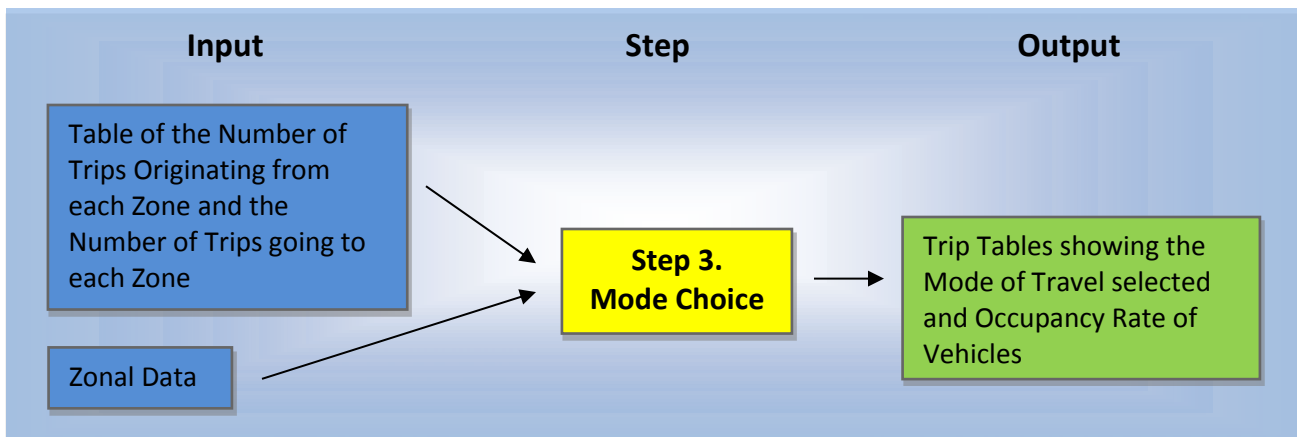 Input
Step
Output
Table of the Number of
Trips Originating from
each Zone and the
Number of Trips going to
each Zone
Zonal Data
Step 3.
Mode Choice
Trip Tables showing the
Mode of Travel selected
and Occupancy Rate of
Vehicles